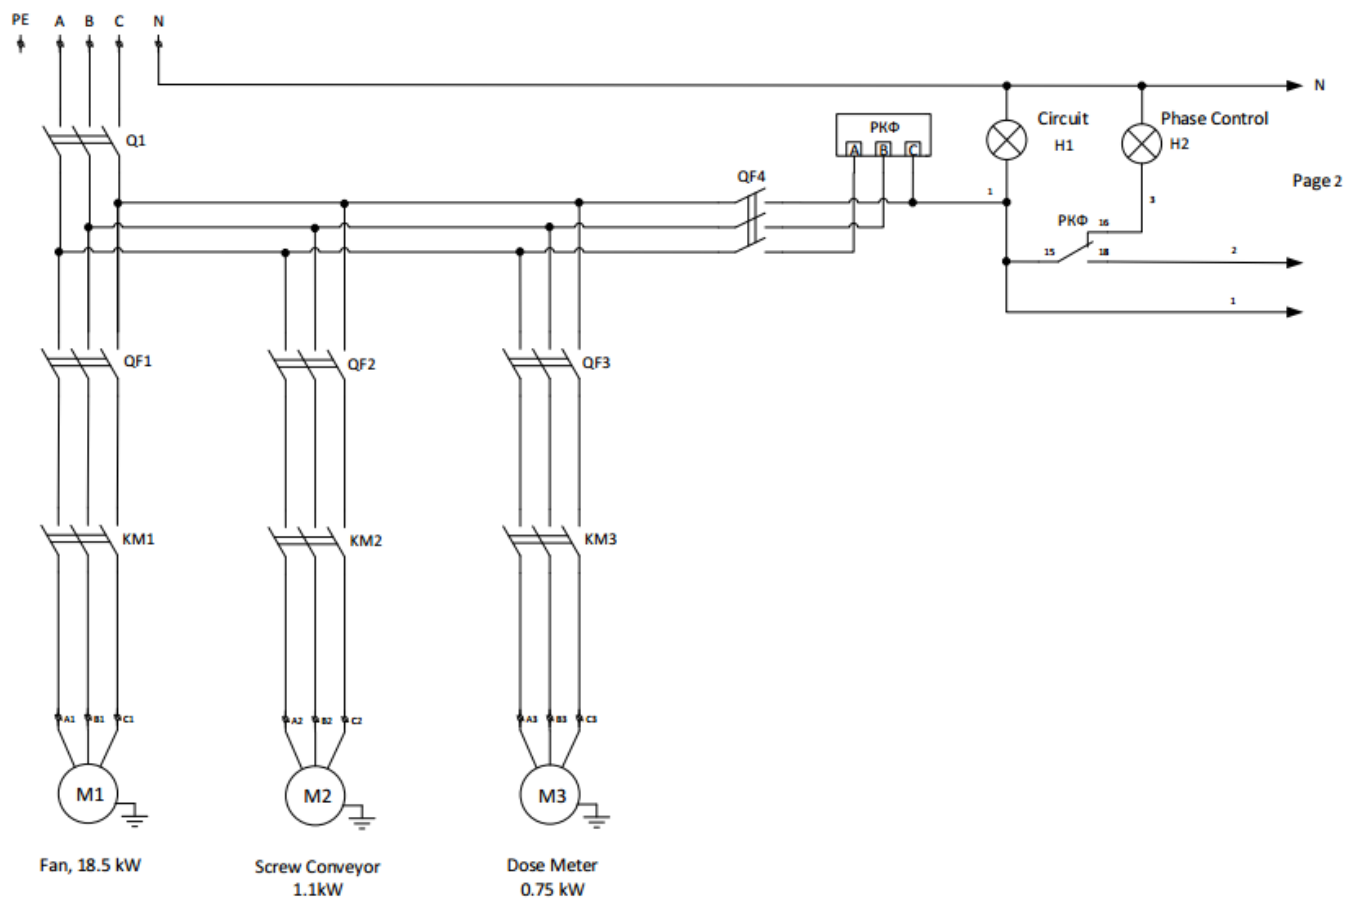 PE A B C N
N
Q1
РКФ
A B C
Circuit
H1
Phase Control
H2
Page 2
QF4
1
3
РКФ 16
15 18
2
1
QF1
QF2
QF3
KM1
KM2
KM3
A1 B1 C1
A2 B2 C2
A3 B3 C3
M1
M2
M3
Fan, 18.5 kW
Screw Conveyor
1.1kW
Dose Meter
0.75 kW